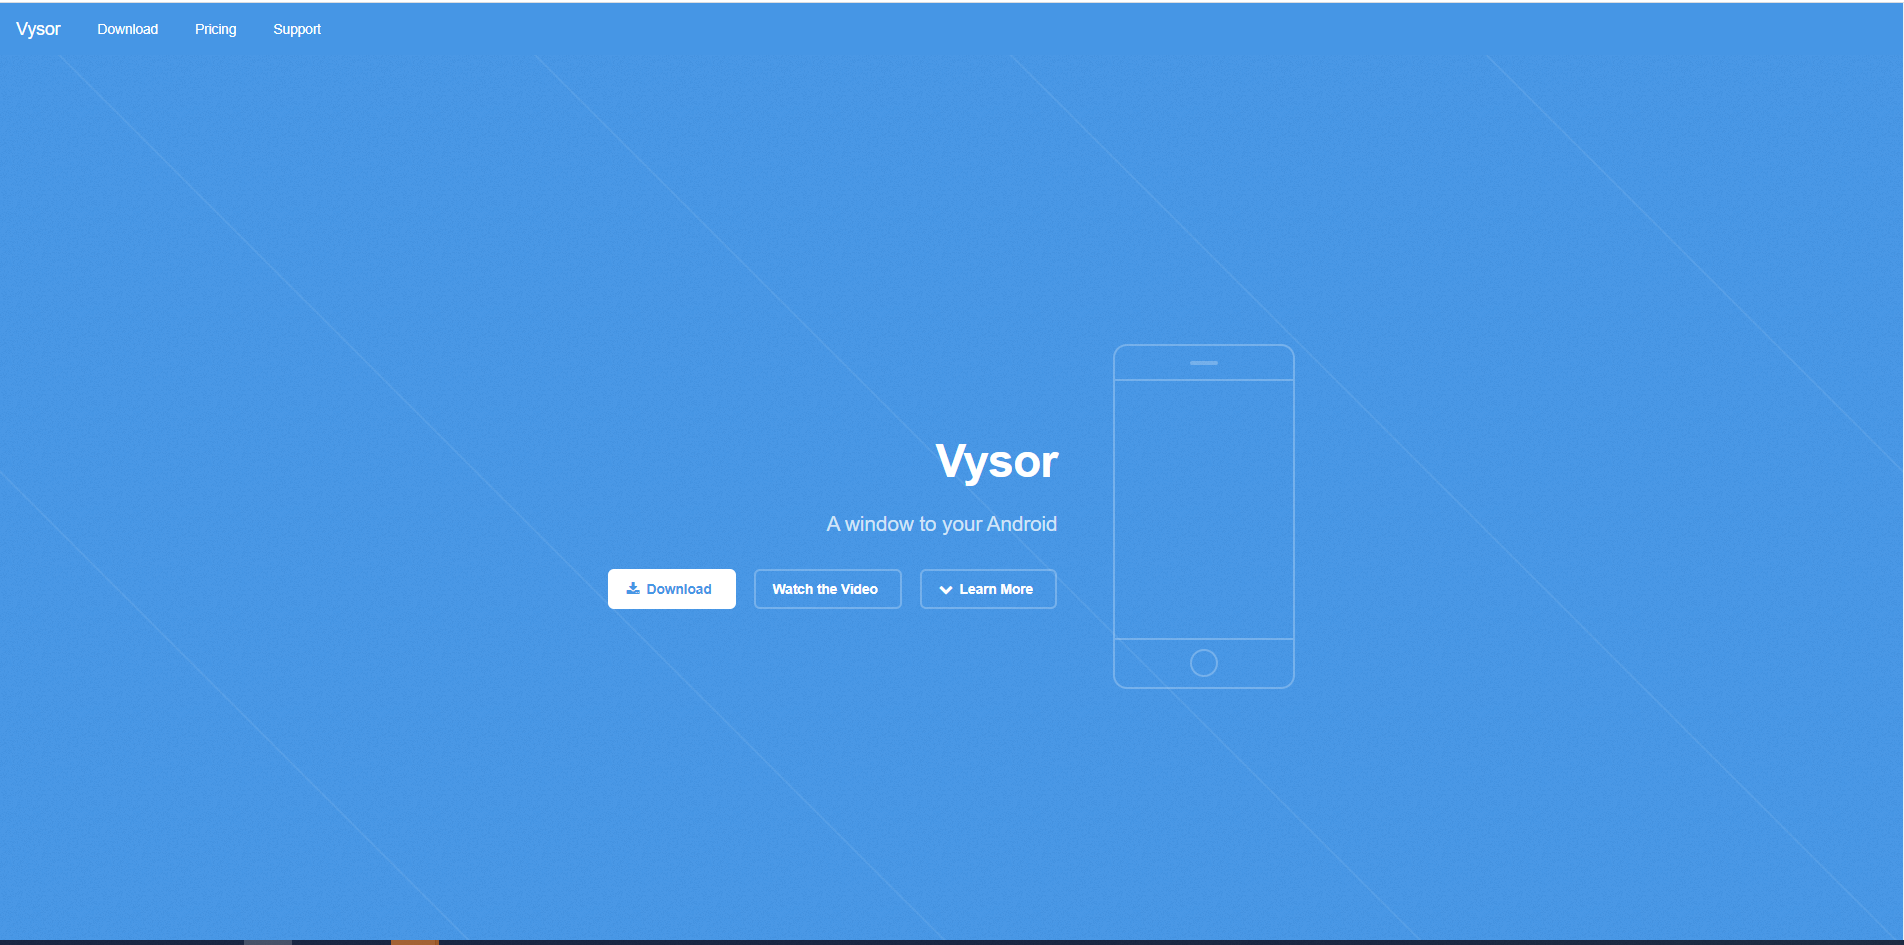 Vysor Download Pricing Support
Vysor
A window to your Android
Download Watch the Video Learn More